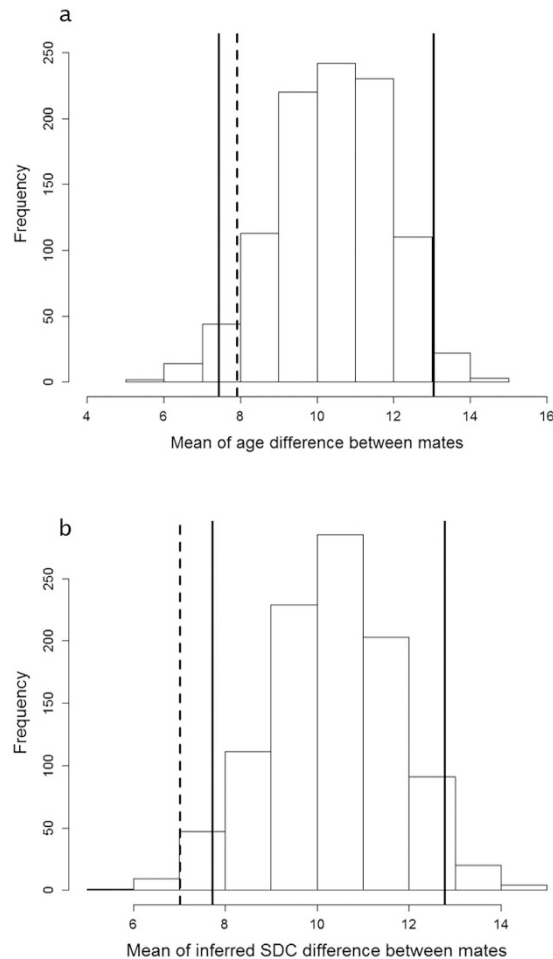 a
250
200
150
100
50
0
Frequency
4 6 8 10 12 14 16
Mean of age difference between mates
b
250
200
150
100
50
0
Frequency
6 8 10 12 14
Mean of inferred SDC difference between mates